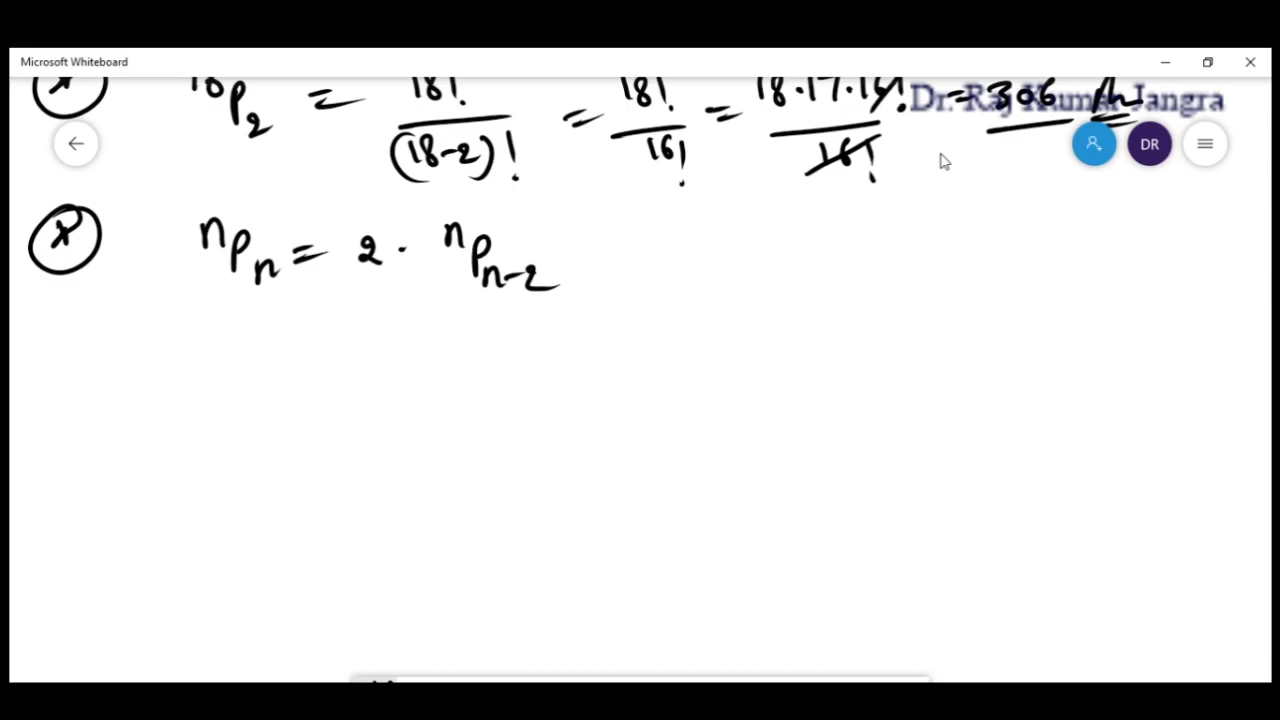 Microsoft Whiteboard
18P2 = 18!/(18-2)! = 18!/16! = 18·17·16!/16! = 306 Ans
Dr. Raj Kumar Jangra
DR
nPn = 2 · nPn-2